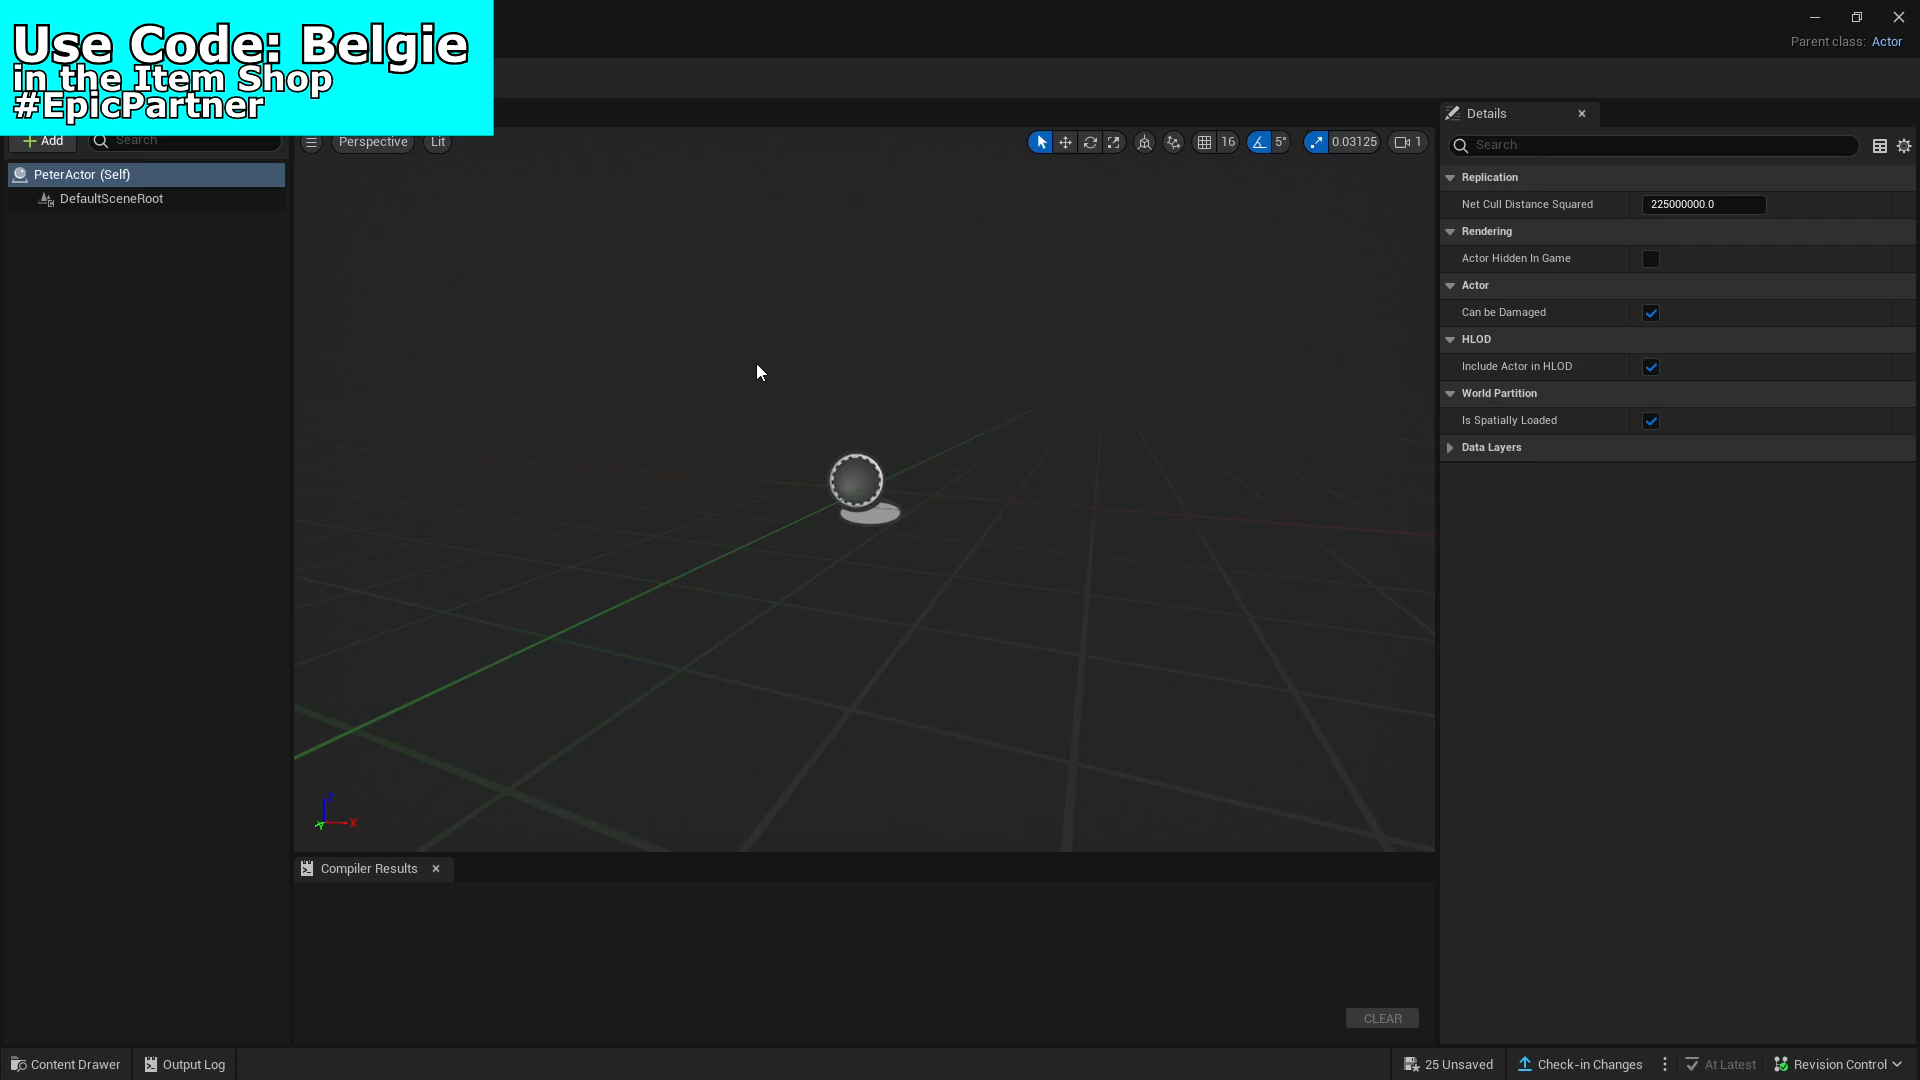 Use Code: Belgie
in the Item Shop
#EpicPartner
Parent class: Actor
Add
Search
Perspective
Lit
16
5°
0.03125
1
Details
Search
PeterActor (Self)
DefaultSceneRoot
Replication
Net Cull Distance Squared
225000000.0
Rendering
Actor Hidden In Game
Actor
Can be Damaged
HLOD
Include Actor in HLOD
World Partition
Is Spatially Loaded
Data Layers
Z
Y
X
Compiler Results
CLEAR
Content Drawer
Output Log
25 Unsaved
Check-in Changes
At Latest
Revision Control